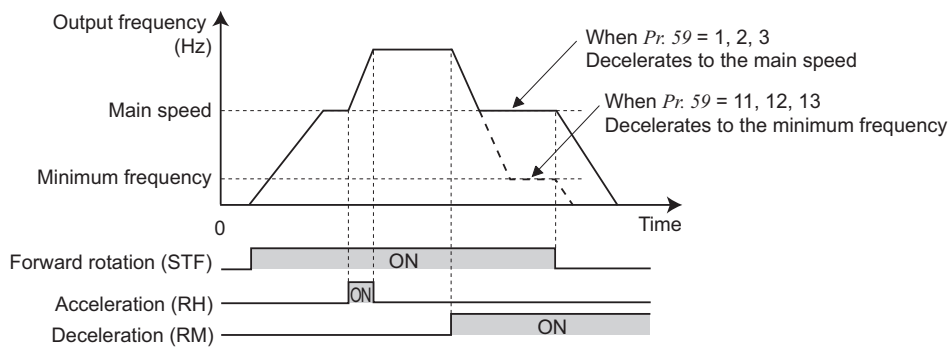 Output frequency
(Hz)
When Pr. 59 = 1, 2, 3
Decelerates to the main speed
When Pr. 59 = 11, 12, 13
Decelerates to the minimum frequency
Main speed
Minimum frequency
0
Time
Forward rotation (STF)
ON
Acceleration (RH)
ON
Deceleration (RM)
ON